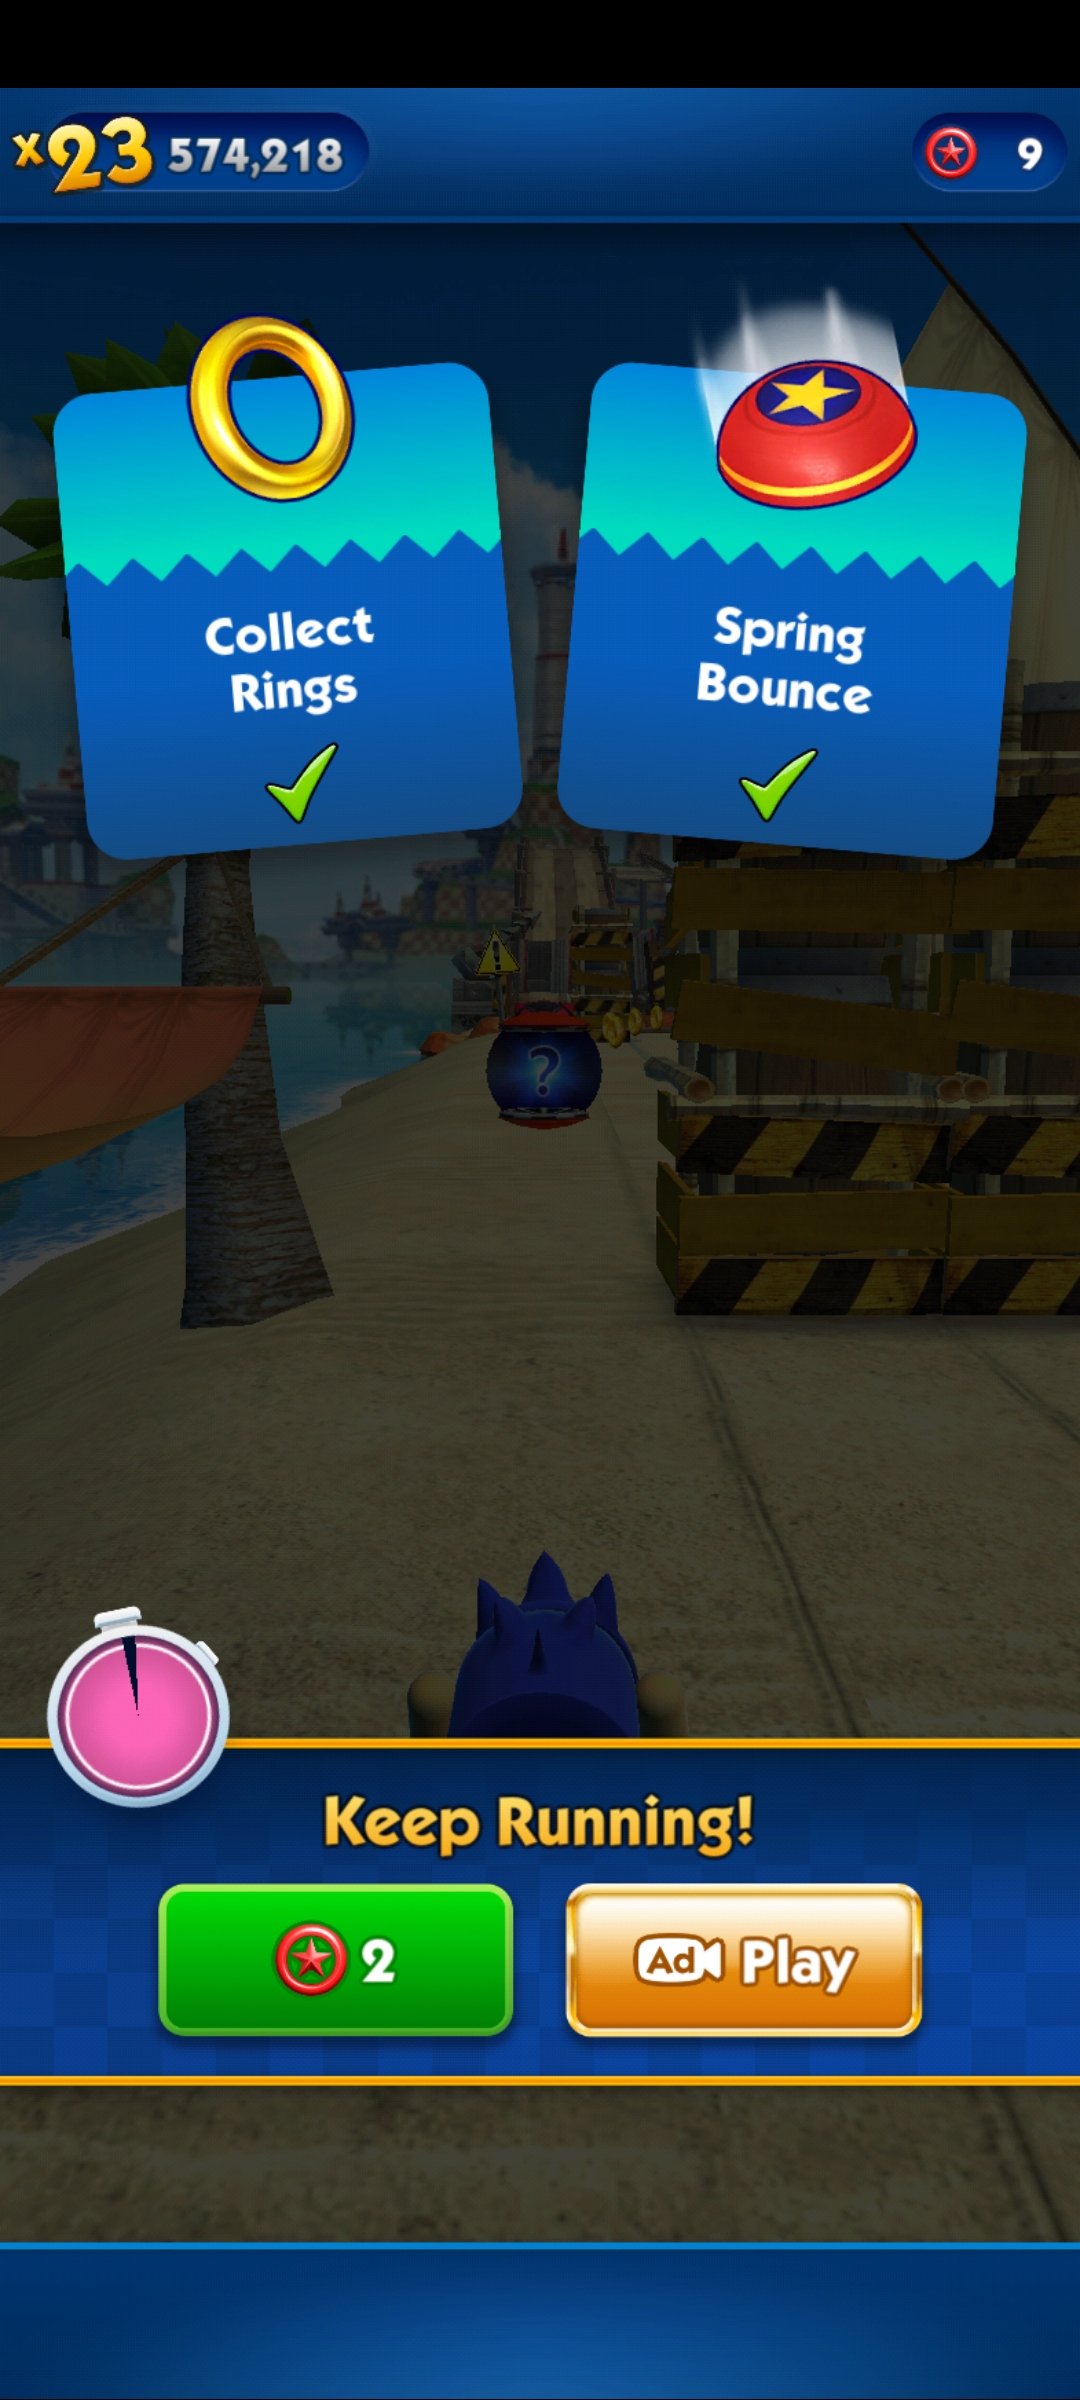 x23 574,218
9
Collect
Rings
Spring
Bounce
?
Keep Running!
2
Ad Play